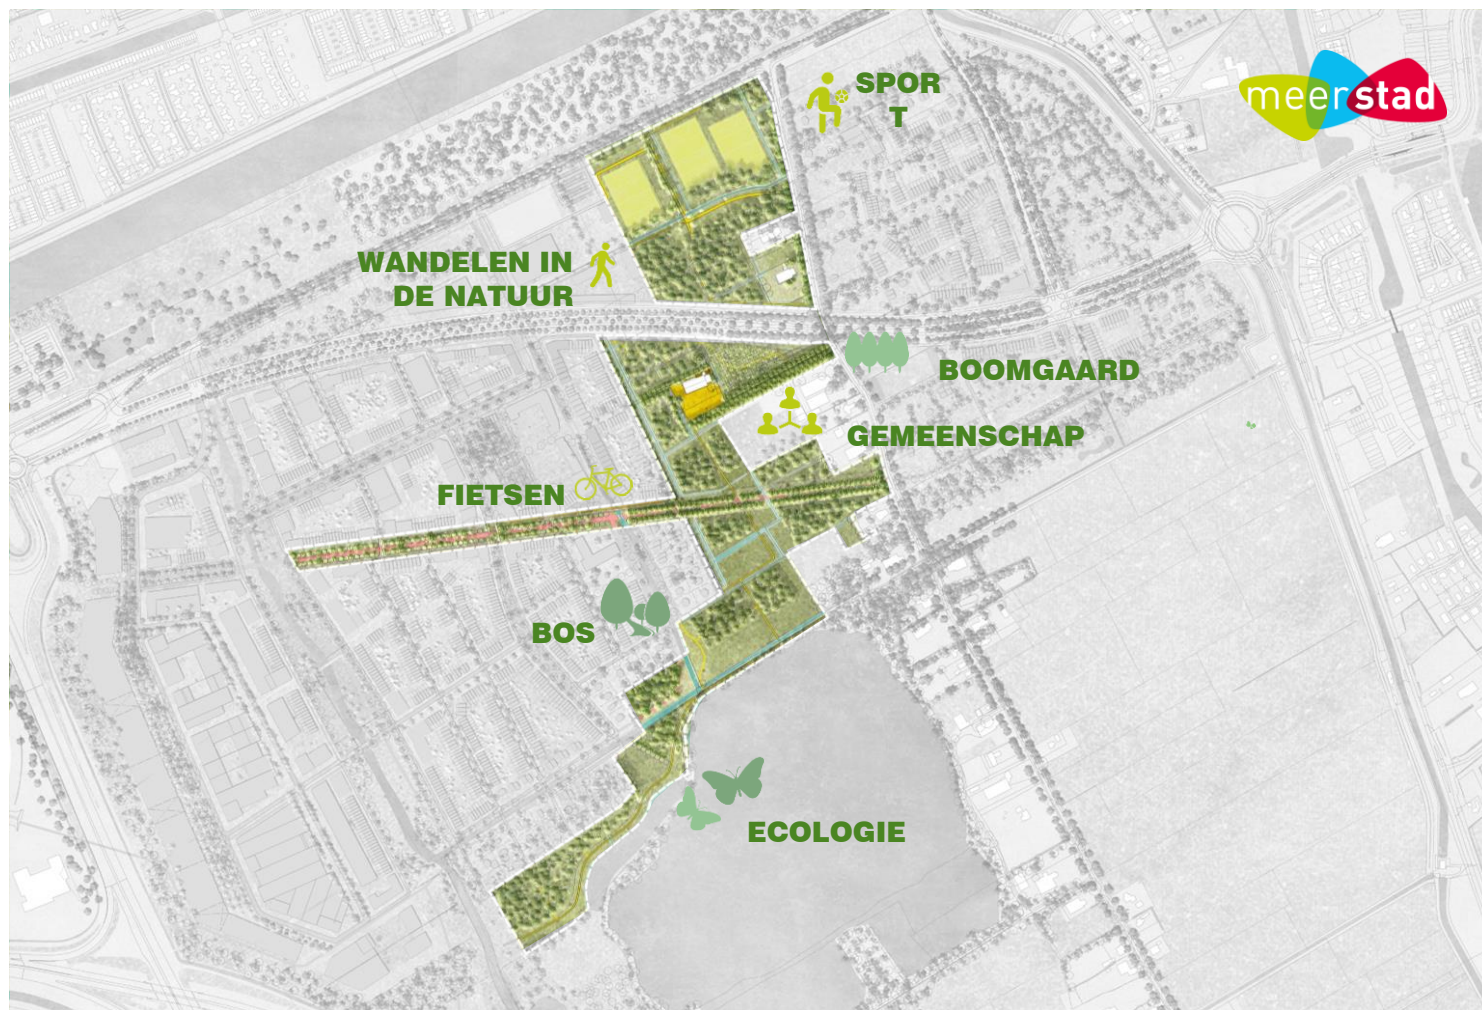 SPOR
T
meerstad
WANDELEN IN
DE NATUUR
BOOMGAARD
GEMEENSCHAP
FIETSEN
BOS
ECOLOGIE